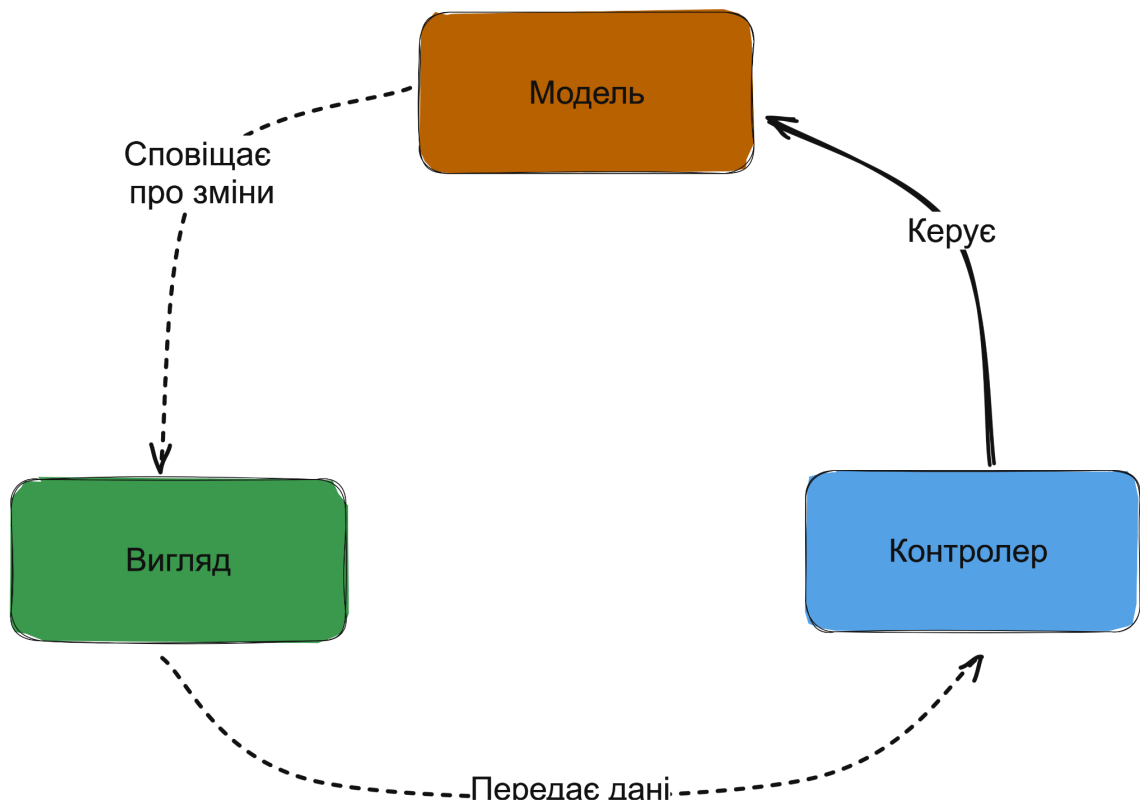 Модель
Сповіщає
про зміни
Керує
Вигляд
Контролер
Передає дані